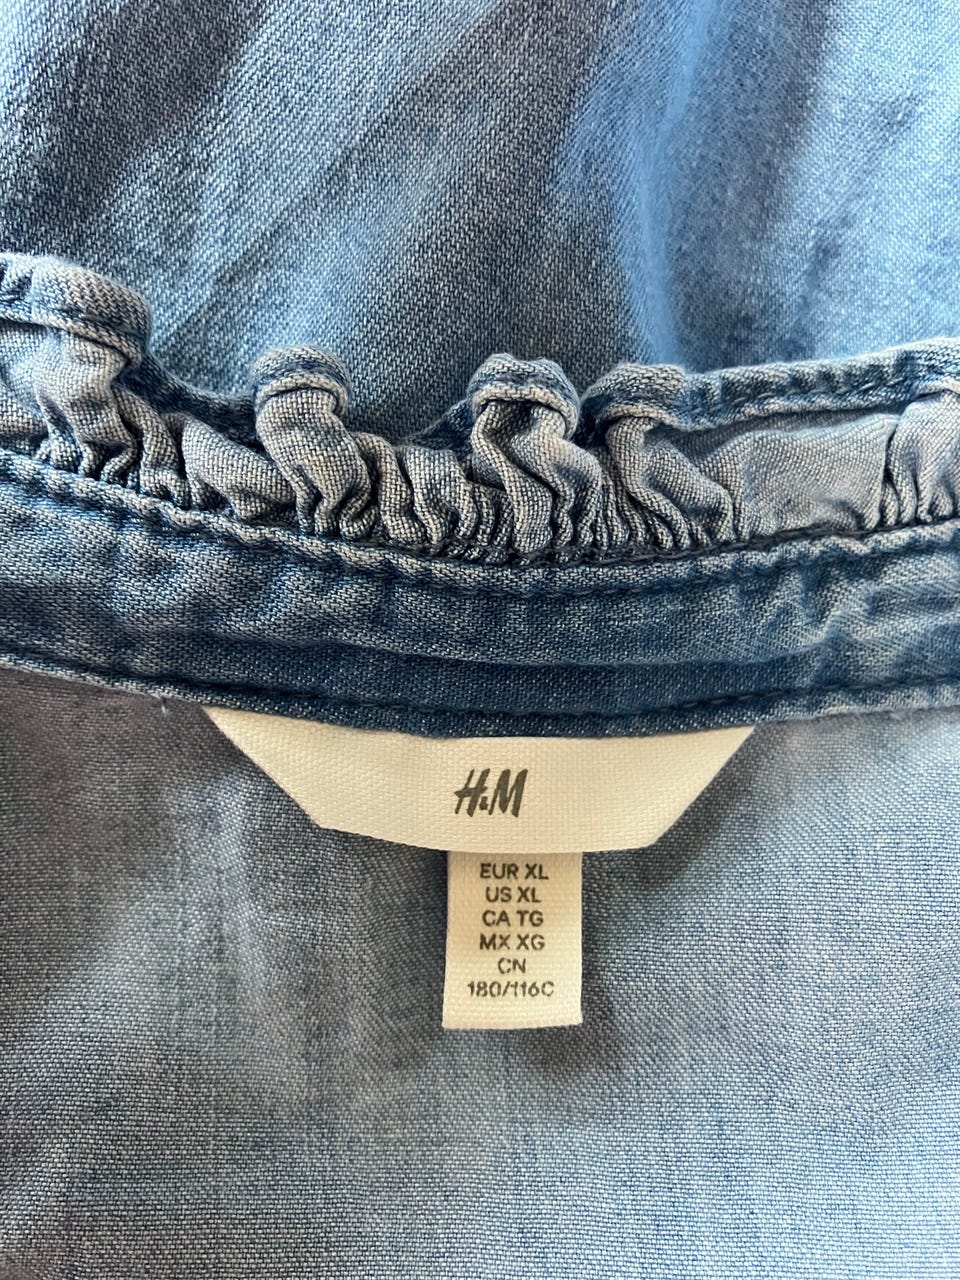 H&M
EUR XL
US XL
CA TG
MX XG
CN
180/116C